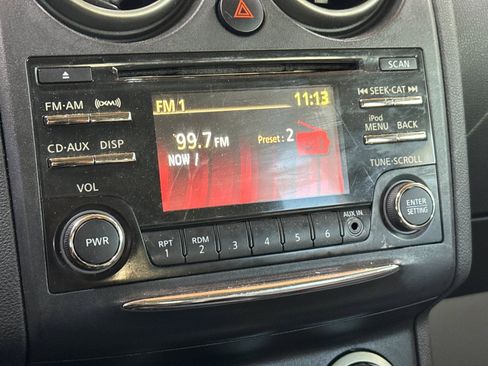 SCAN
FM·AM
((XM))
FM 1
11:13
SEEK·CAT
99.7 FM
Preset : 2
iPod
MENU
BACK
CD·AUX
DISP
NOW /
TUNE·SCROLL
VOL
PWR
RPT
1
RDM
2
3
4
5
6
AUX IN
ENTER
SETTING